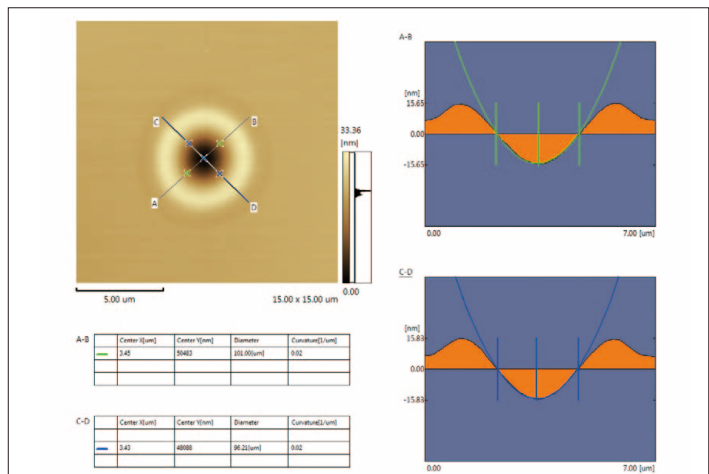 C
B
A
D
33.36
[nm]
0.00
5.00 um
15.00 x 15.00 um
A-B
[nm]
15.65
0.00
-15.65
0.00
7.00 [um]
C-D
[nm]
15.83
0.00
-15.83
0.00
7.00 [um]
A-B
Center X[um] Center Y[nm] Diameter Curvature[1/um]
3.45 50483 101.00[um] 0.02
C-D
Center X[um] Center Y[nm] Diameter Curvature[1/um]
3.43 48088 96.21[um] 0.02